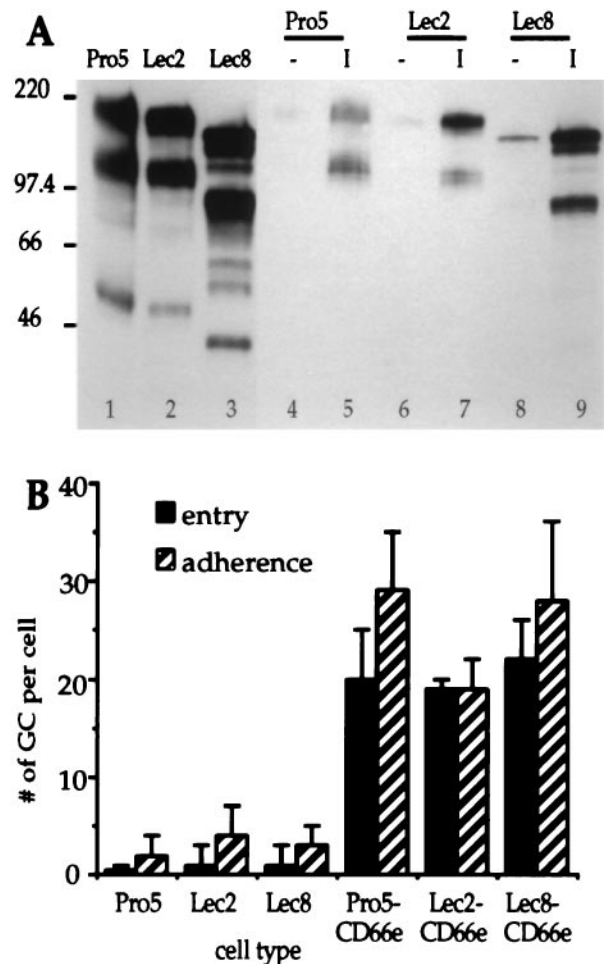 A
Pro5 Lec2 Lec8
Pro5 Lec2 Lec8
- I - I - I
220
97.4
66
46
1 2 3 4 5 6 7 8 9
B
40
30
20
10
0
entry
adherence
# of GC per cell
Pro5 Lec2 Lec8 Pro5- Lec2- Lec8-
CD66e CD66e CD66e
cell type